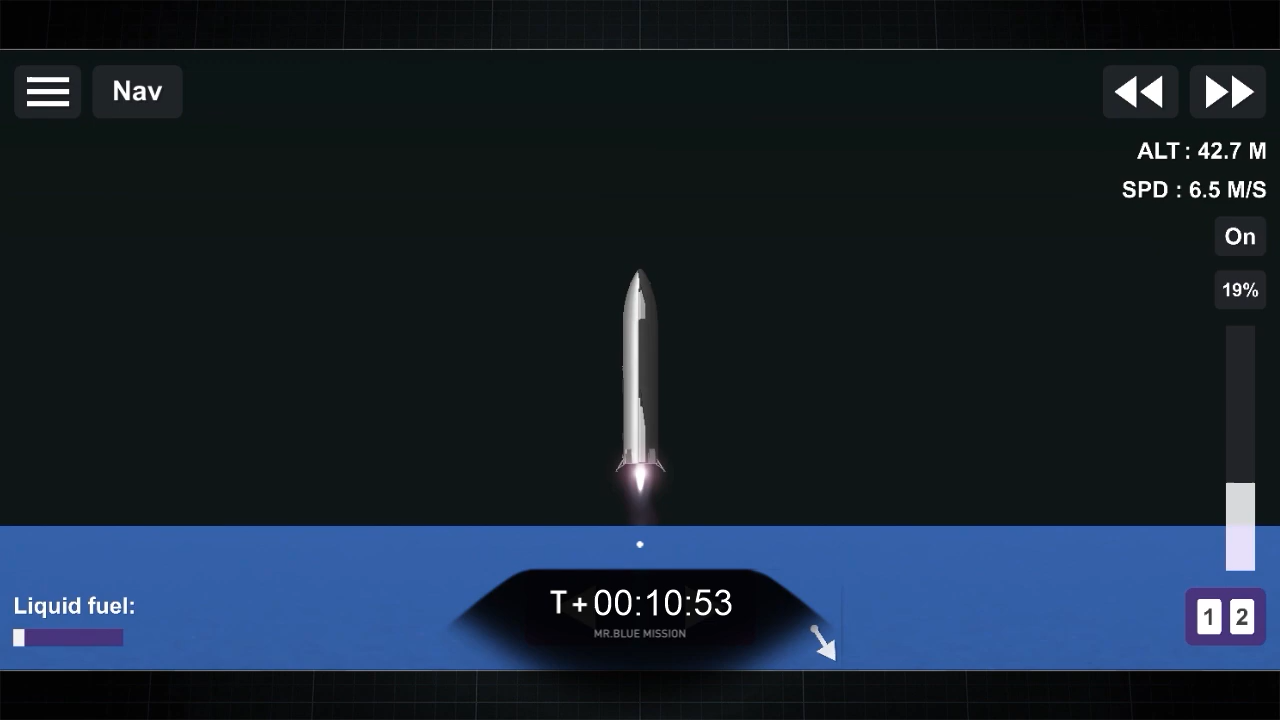 Nav
ALT : 42.7 M
SPD : 6.5 M/S
On
19%
Liquid fuel:
T+00:10:53
MR.BLUE MISSION
1 2